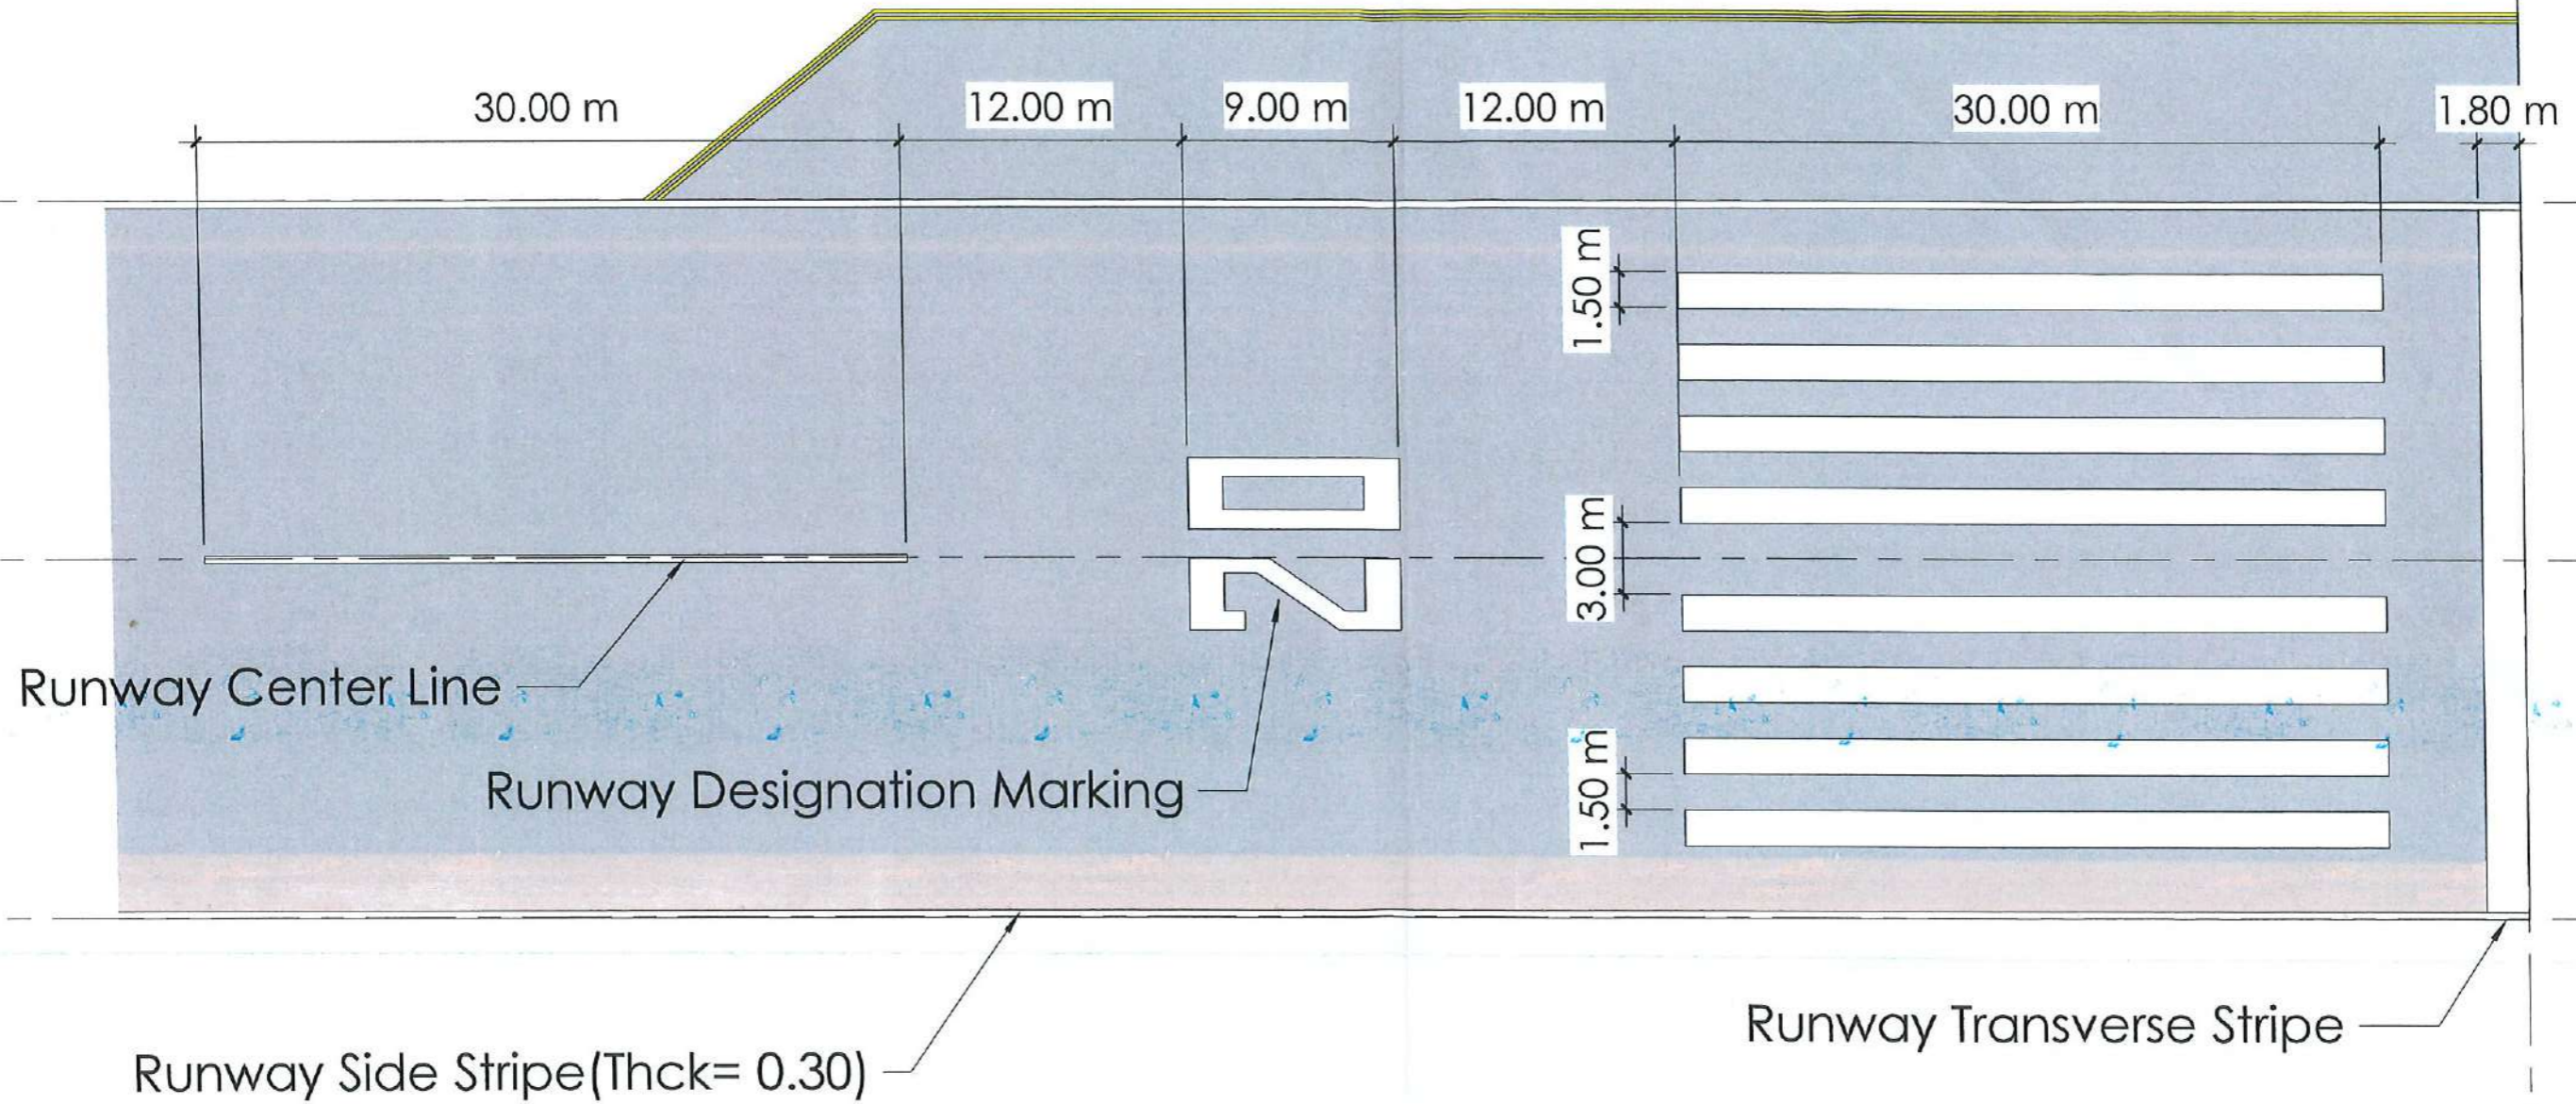 30.00 m
12.00 m
9.00 m
12.00 m
30.00 m
1.80 m
1.50 m
3.00 m
1.50 m
02
Runway Center Line
Runway Designation Marking
Runway Side Stripe(Thck= 0.30)
Runway Transverse Stripe